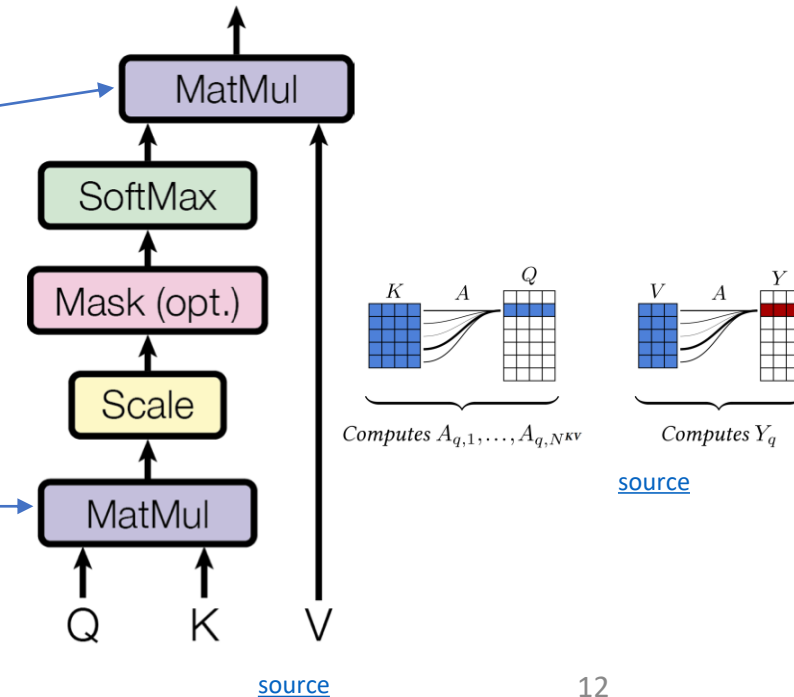 MatMul
SoftMax
Mask (opt.)
Scale
MatMul
Q K V
K A Q
Computes A_{q,1}, . . . , A_{q,N^{KV}}
V A Y
Computes Y_q
source
source
12